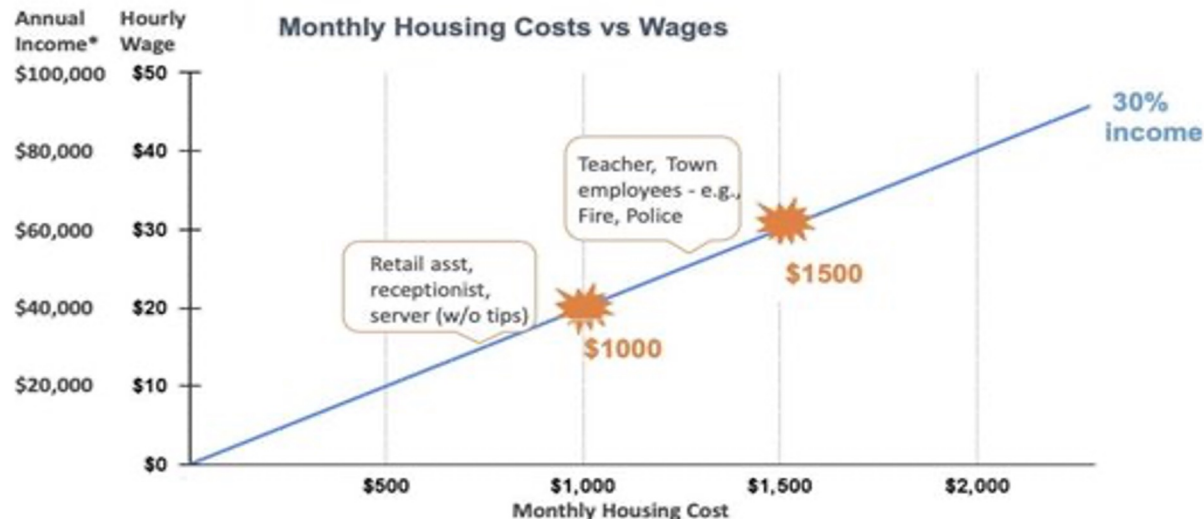 Monthly Housing Costs vs Wages
Annual
Income*
Hourly
Wage
$100,000 $50
$80,000 $40
$60,000 $30
$40,000 $20
$20,000 $10
$0
30%
income
Teacher, Town
employees - e.g.,
Fire, Police
$1500
Retail asst,
receptionist,
server (w/o tips)
$1000
$500 $1,000 $1,500 $2,000
Monthly Housing Cost